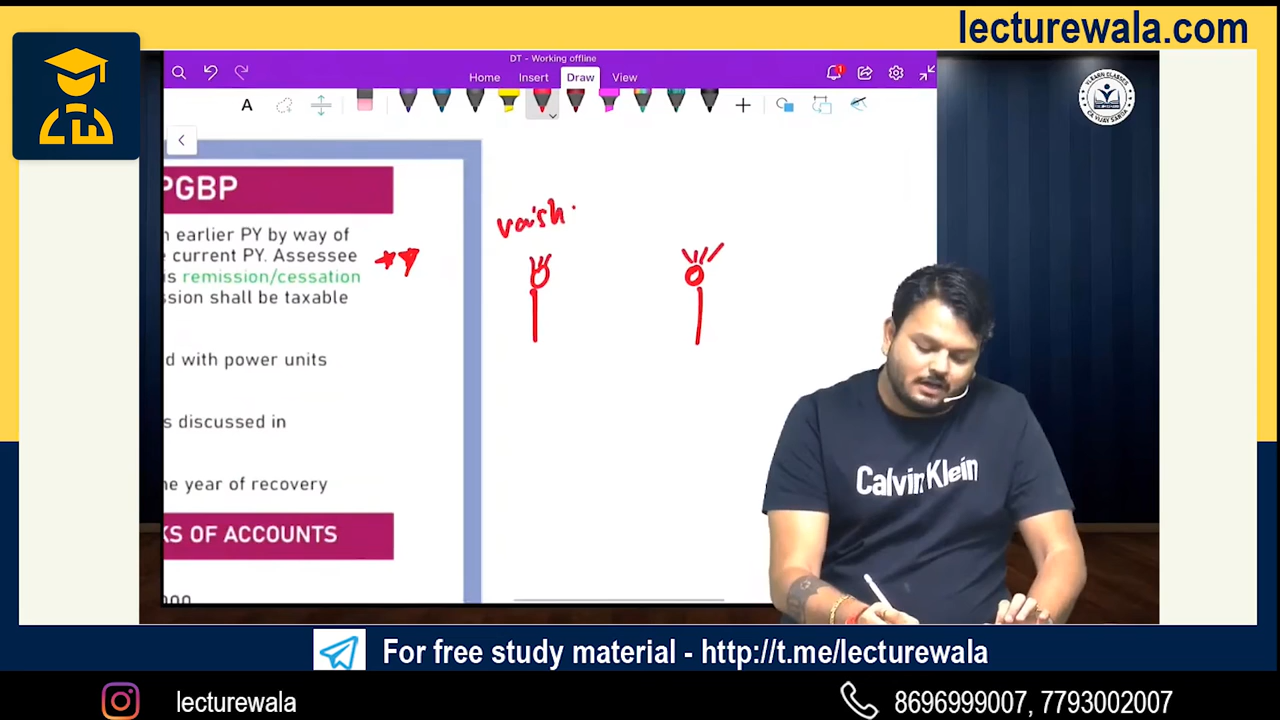 lecturewala.com
DT - Working offline
Home Insert Draw View
A
PGBP
n earlier PY by way of
e current PY. Assessee
is remission/cessation
ssion shall be taxable
d with power units
s discussed in
he year of recovery
KS OF ACCOUNTS
vaish
Calvin Klein
For free study material - http://t.me/lecturewala
lecturewala
8696999007, 7793002007